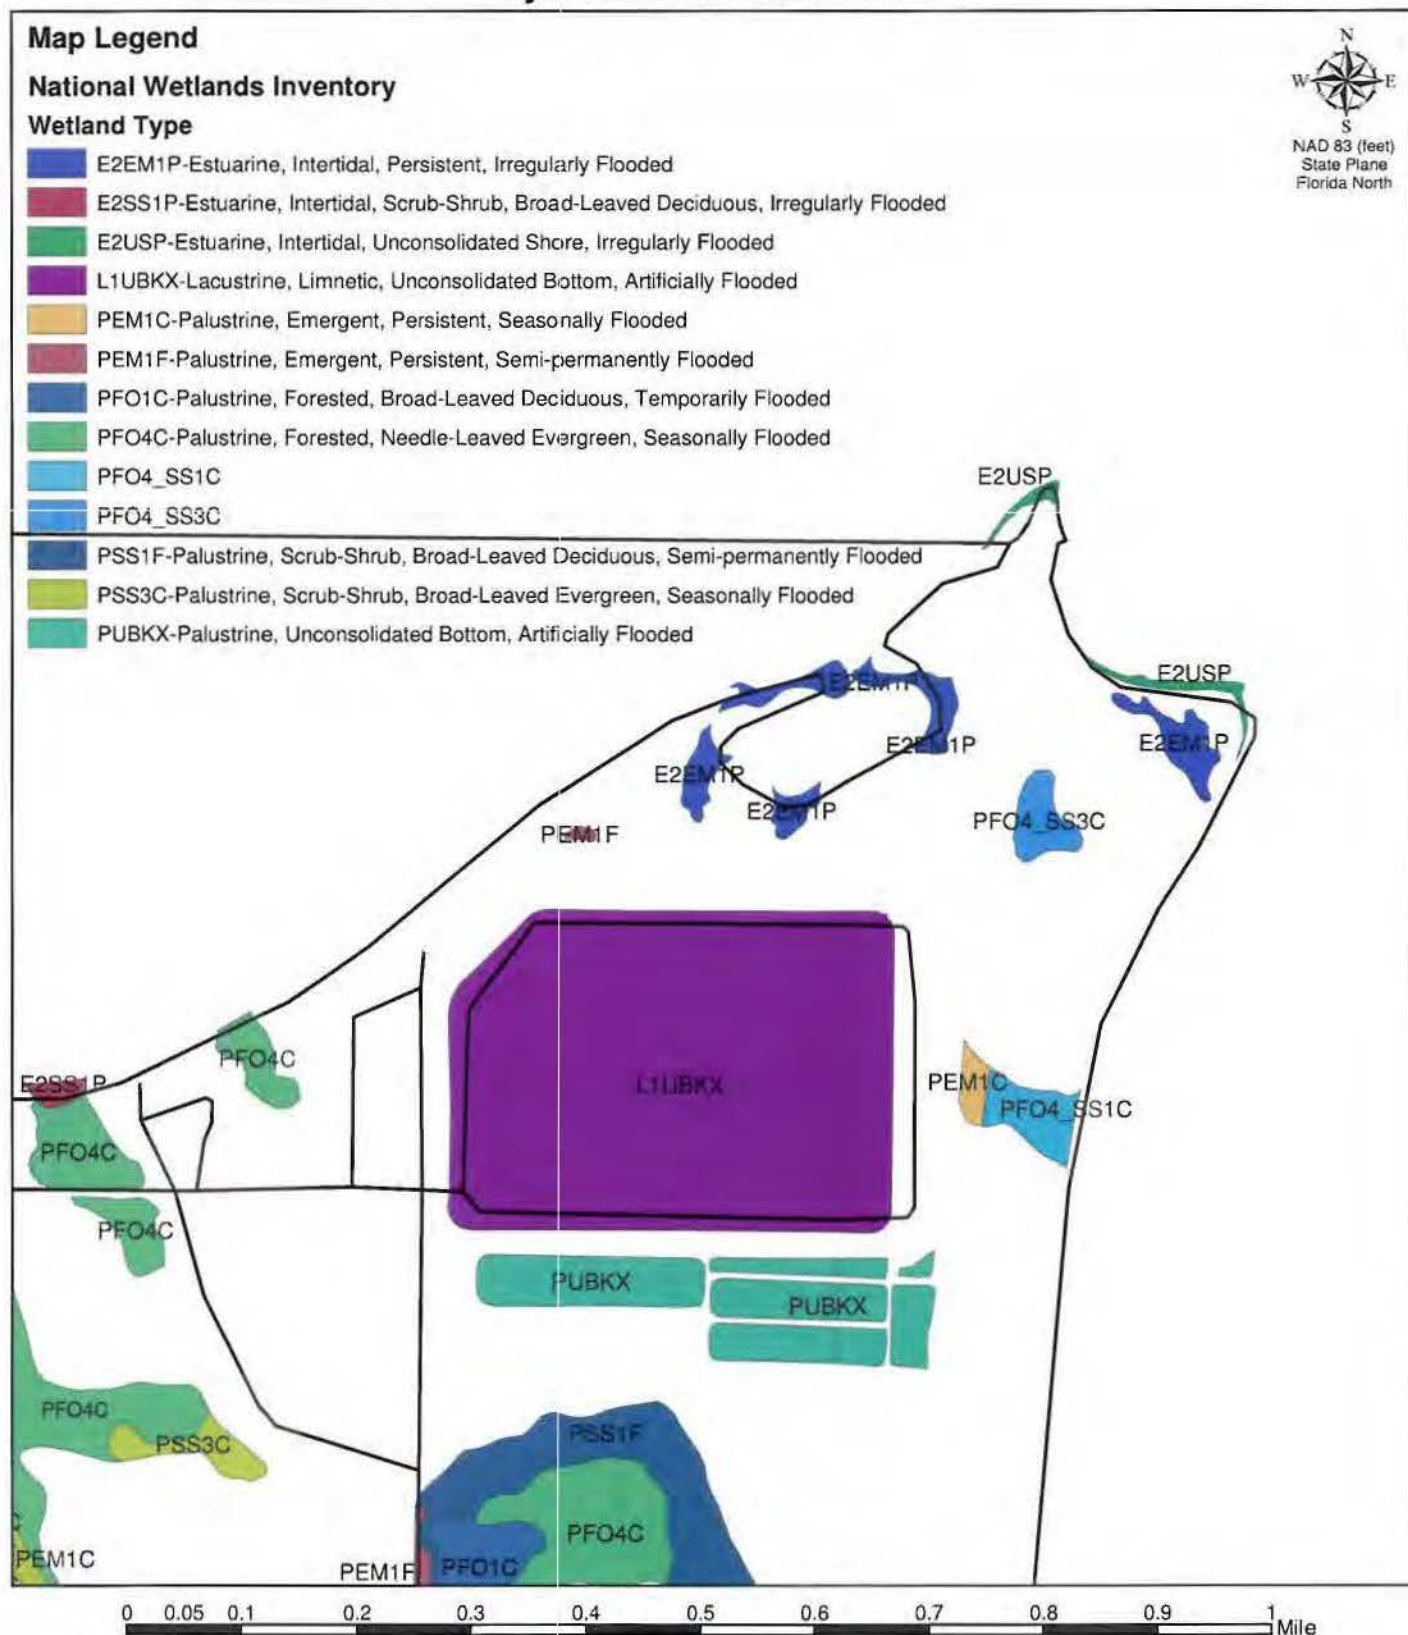 Map Legend
National Wetlands Inventory
Wetland Type
E2EM1P-Estuarine, Intertidal, Persistent, Irregularly Flooded
E2SS1P-Estuarine, Intertidal, Scrub-Shrub, Broad-Leaved Deciduous, Irregularly Flooded
E2USP-Estuarine, Intertidal, Unconsolidated Shore, Irregularly Flooded
L1UBKX-Lacustrine, Limnetic, Unconsolidated Bottom, Artificially Flooded
PEM1C-Palustrine, Emergent, Persistent, Seasonally Flooded
PEM1F-Palustrine, Emergent, Persistent, Semi-permanently Flooded
PFO1C-Palustrine, Forested, Broad-Leaved Deciduous, Temporarily Flooded
PFO4C-Palustrine, Forested, Needle-Leaved Evergreen, Seasonally Flooded
PFO4_SS1C
PFO4_SS3C
PSS1F-Palustrine, Scrub-Shrub, Broad-Leaved Deciduous, Semi-permanently Flooded
PSS3C-Palustrine, Scrub-Shrub, Broad-Leaved Evergreen, Seasonally Flooded
PUBKX-Palustrine, Unconsolidated Bottom, Artificially Flooded
N
W E
S
NAD 83 (feet)
State Plane
Florida North
E2USP
E2USP
E2EM1P
E2EM1P
E2EM1P
E2EM1P
E2EM1P
PFO4_SS3C
PEM1F
PFO4C
E2SS1P
L1UBKX
PEM1C
PFO4_SS1C
PFO4C
PFO4C
PUBKX
PUBKX
PFO4C
PSS3C
PSS1F
PFO4C
PEM1C
PEM1F
PFO1C
0 0.05 0.1 0.2 0.3 0.4 0.5 0.6 0.7 0.8 0.9 1
Mile